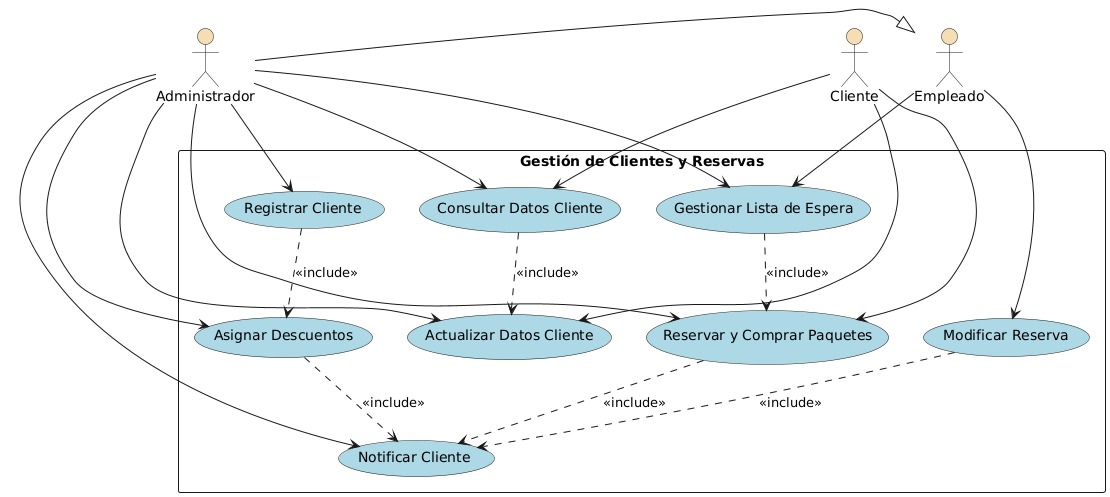 Administrador
Cliente
Empleado
Gestión de Clientes y Reservas
Registrar Cliente
Consultar Datos Cliente
Gestionar Lista de Espera
«include»
«include»
«include»
Asignar Descuentos
Actualizar Datos Cliente
Reservar y Comprar Paquetes
Modificar Reserva
«include»
«include»
«include»
Notificar Cliente